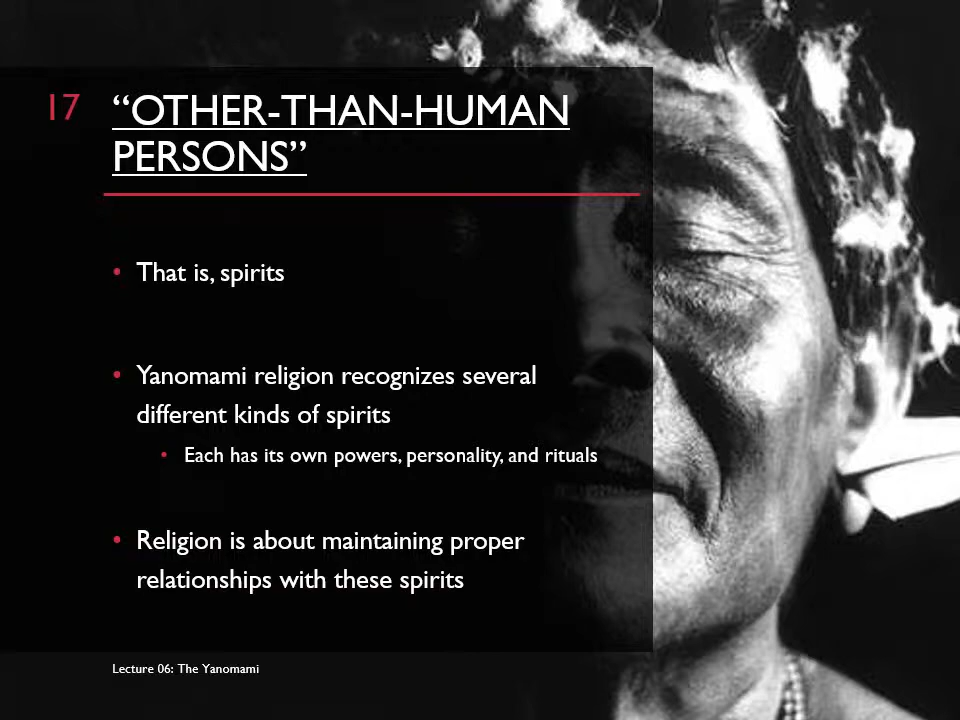 17
“OTHER-THAN-HUMAN
PERSONS”
• That is, spirits
• Yanomami religion recognizes several
different kinds of spirits
• Each has its own powers, personality, and rituals
• Religion is about maintaining proper
relationships with these spirits
Lecture 06: The Yanomami